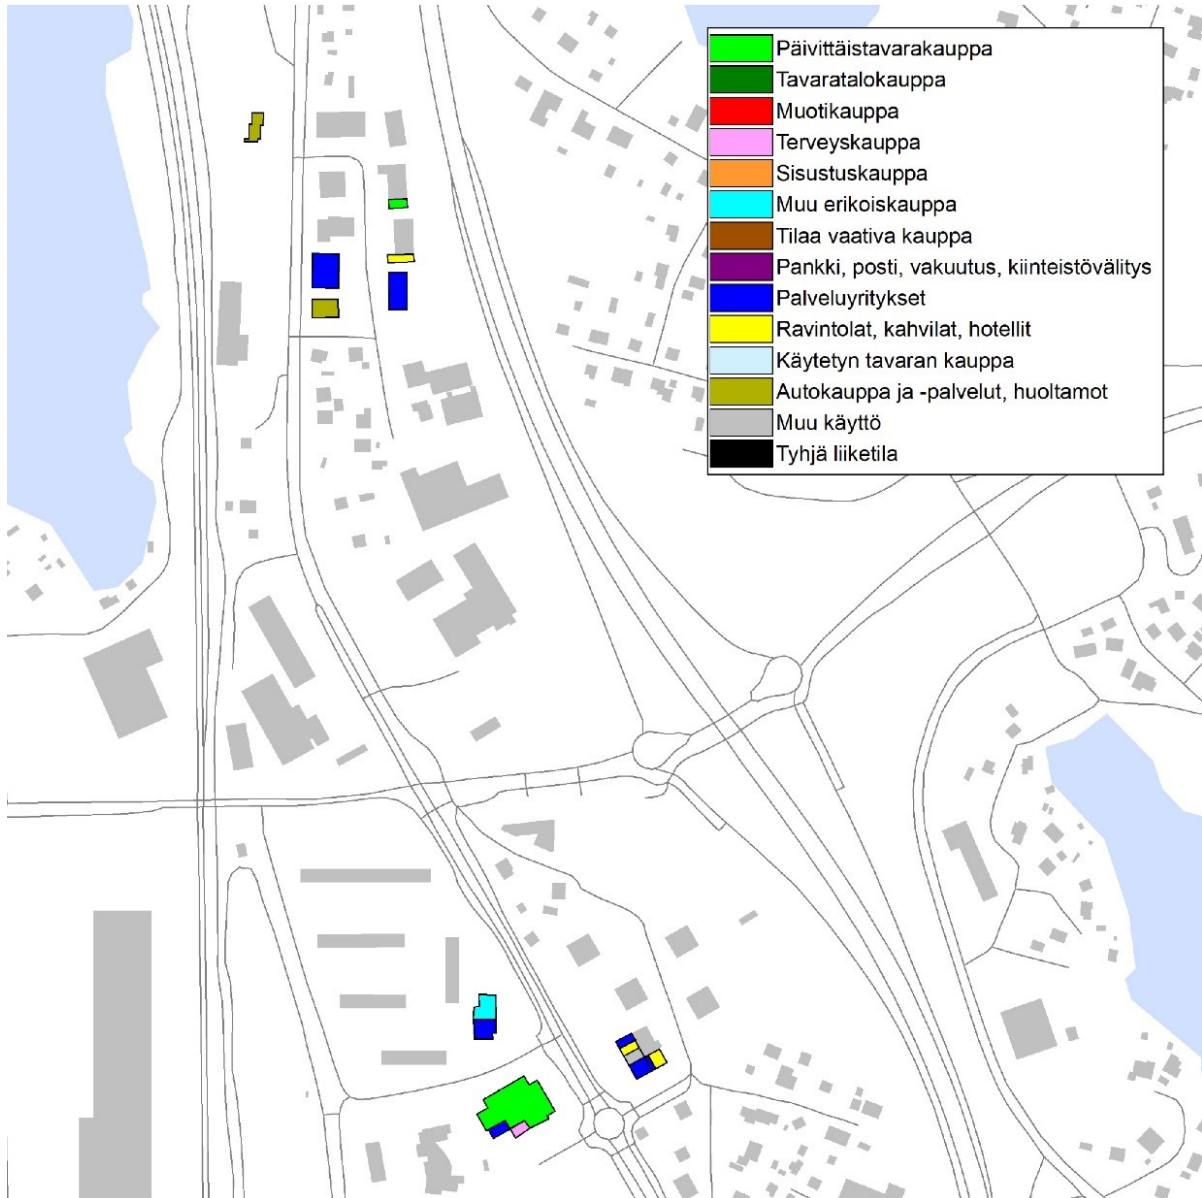 Päivittäistavarakauppa
Tavaratalokauppa
Muotikauppa
Terveyskauppa
Sisustuskauppa
Muu erikoiskauppa
Tilaa vaativa kauppa
Pankki, posti, vakuutus, kiinteistövälitys
Palveluyritykset
Ravintolat, kahvilat, hotellit
Käytetyn tavaran kauppa
Autokauppa ja -palvelut, huoltamot
Muu käyttö
Tyhjä liiketila